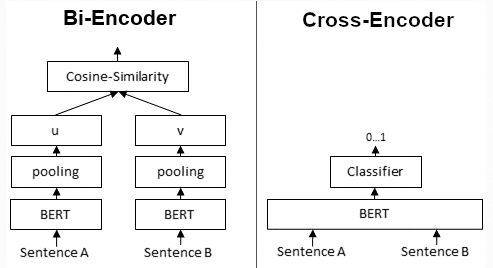 Bi-Encoder
Cosine-Similarity
u
v
pooling
pooling
BERT
BERT
Sentence A
Sentence B
Cross-Encoder
0...1
Classifier
BERT
Sentence A
Sentence B